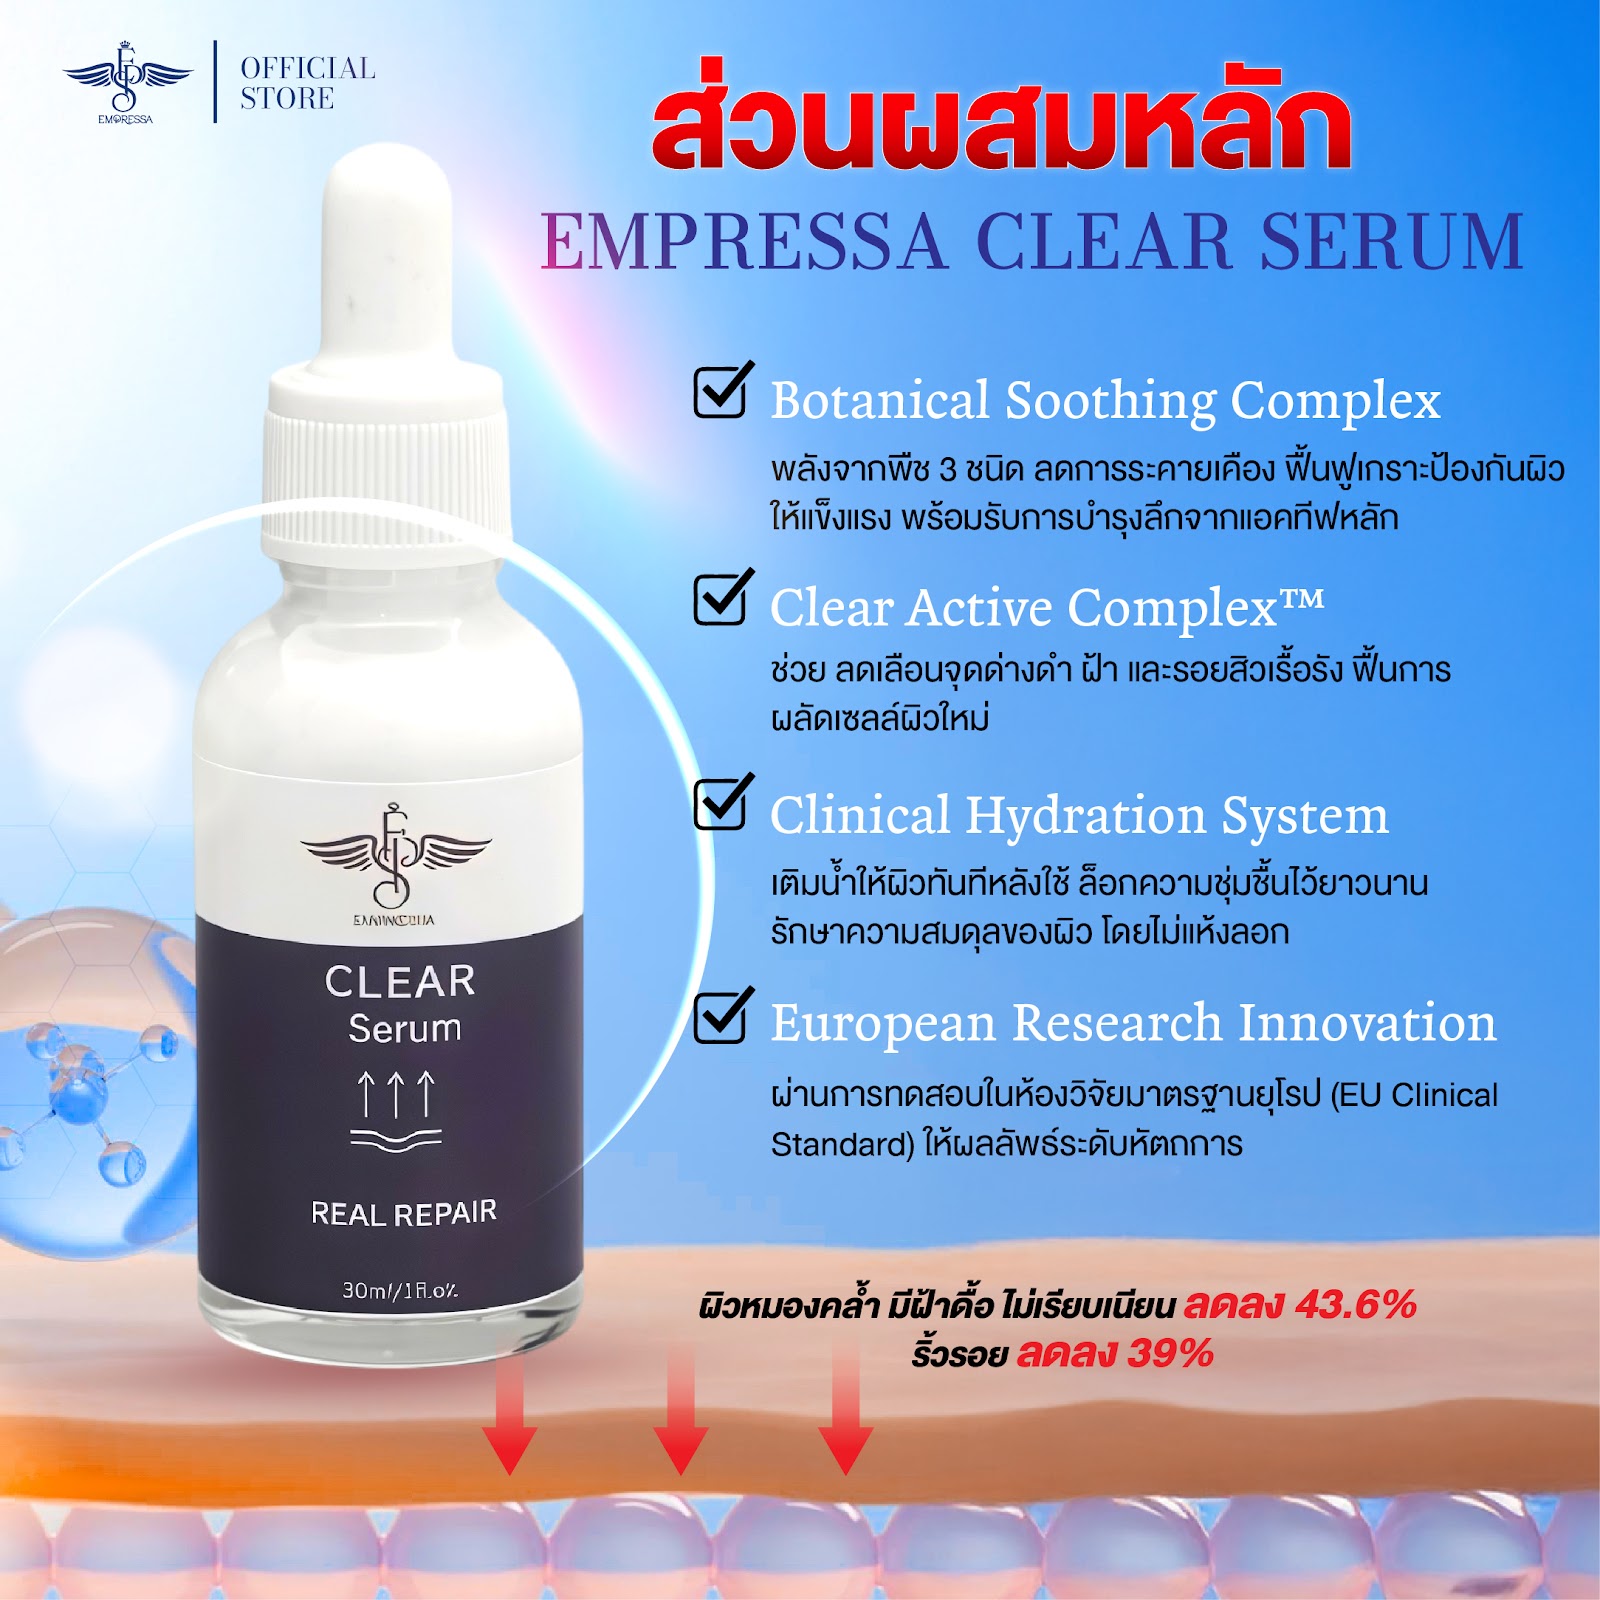 EMPRESSA
OFFICIAL
STORE
ส่วนผสมหลัก
EMPRESSA CLEAR SERUM
Botanical Soothing Complex
พลังจากพืช 3 ชนิด ลดการระคายเคือง ฟื้นฟูเกราะป้องกันผิว
ให้แข็งแรง พร้อมรับการบำรุงลึกจากแอคทีฟหลัก
Clear Active Complex™
ช่วย ลดเลือนจุดด่างดำ ฝ้า และรอยสิวเรื้อรัง ฟื้นการ
ผลัดเซลล์ผิวใหม่
Clinical Hydration System
เติมน้ำให้ผิวทันทีหลังใช้ ล็อกความชุ่มชื้นไว้ยาวนาน
รักษาความสมดุลของผิว โดยไม่แห้งลอก
European Research Innovation
ผ่านการทดสอบในห้องวิจัยมาตรฐานยุโรป (EU Clinical
Standard) ให้ผลลัพธ์ระดับหัตถการ
ผิวหมองคล้ำ มีฝ้าดื้อ ไม่เรียบเนียน ลดลง 43.6%
ริ้วรอย ลดลง 39%
CLEAR
Serum
REAL REPAIR
30ml/1fl.o